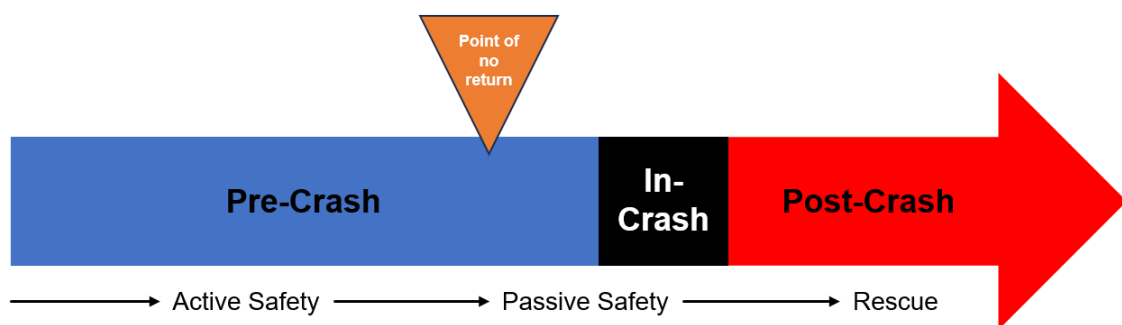 Point of
no
return
Pre-Crash
In-
Crash
Post-Crash
Active Safety
Passive Safety
Rescue